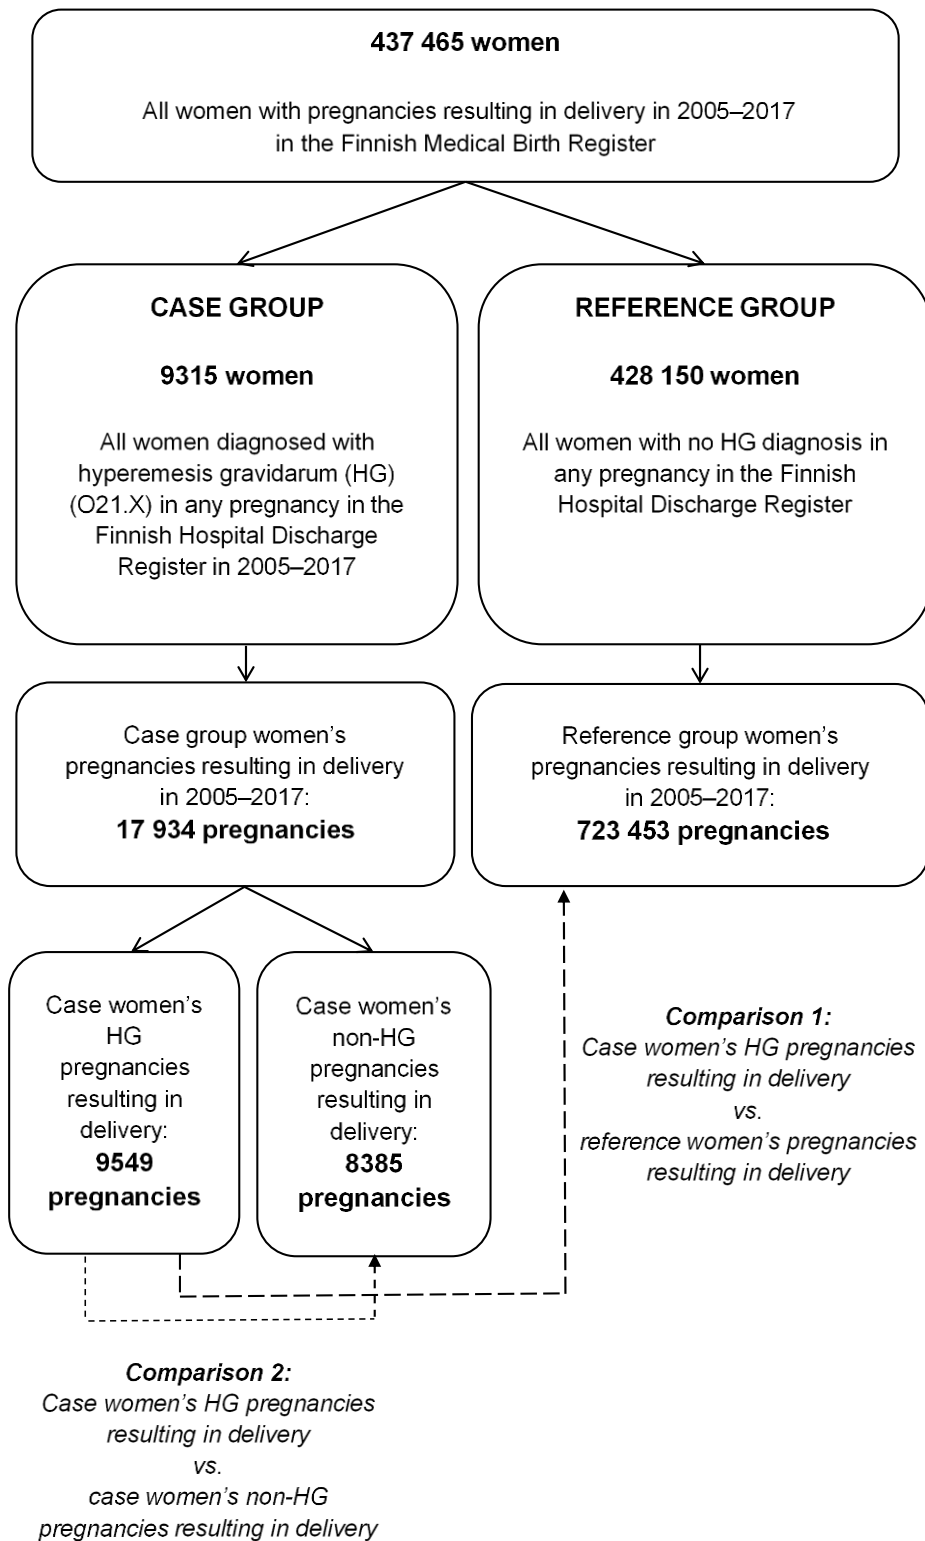 437 465 women
All women with pregnancies resulting in delivery in 2005–2017
in the Finnish Medical Birth Register
CASE GROUP
9315 women
All women diagnosed with
hyperemesis gravidarum (HG)
(O21.X) in any pregnancy in the
Finnish Hospital Discharge
Register in 2005–2017
REFERENCE GROUP
428 150 women
All women with no HG diagnosis in
any pregnancy in the Finnish
Hospital Discharge Register
Case group women’s
pregnancies resulting in delivery
in 2005–2017:
17 934 pregnancies
Reference group women’s
pregnancies resulting in delivery
in 2005–2017:
723 453 pregnancies
Case women’s
HG
pregnancies
resulting in
delivery:
9549
pregnancies
Case women’s
non-HG
pregnancies
resulting in
delivery:
8385
pregnancies
Comparison 1:
Case women’s HG pregnancies
resulting in delivery
vs.
reference women’s pregnancies
resulting in delivery
Comparison 2:
Case women’s HG pregnancies
resulting in delivery
vs.
case women’s non-HG
pregnancies resulting in delivery